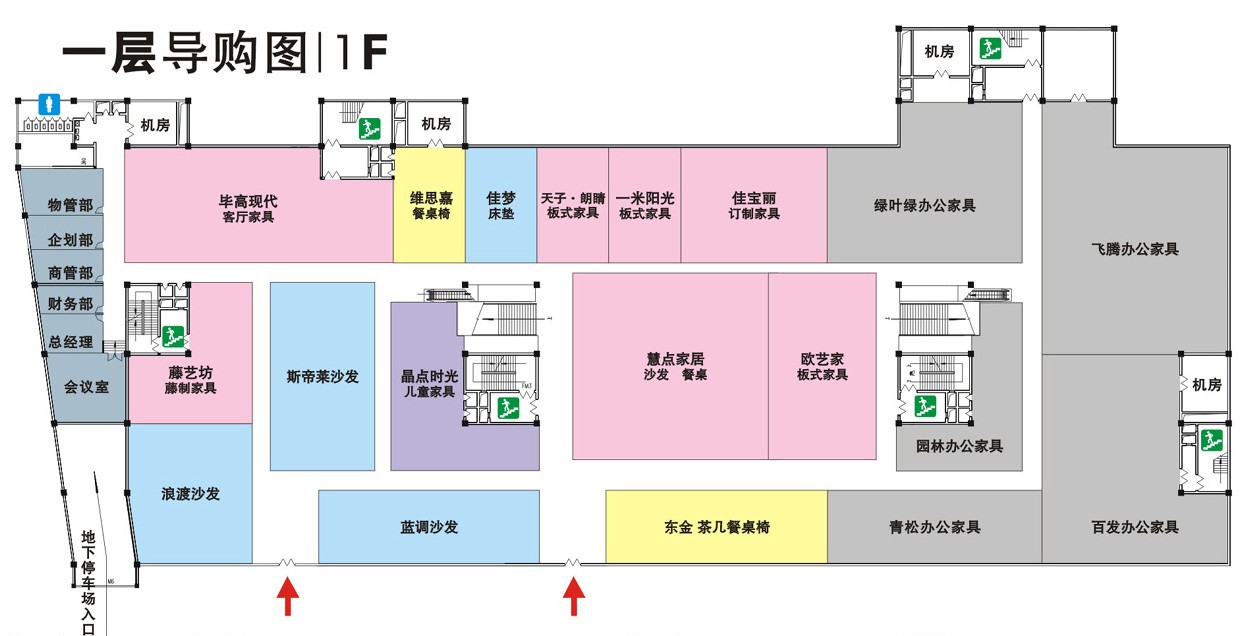 一层导购图|1F
机房
机房
机房
毕高现代
客厅家具
维思嘉
餐桌椅
佳梦
床垫
天子·朗晴
板式家具
一米阳光
板式家具
佳宝丽
订制家具
绿叶绿办公家具
飞腾办公家具
物管部
企划部
商管部
财务部
总经理
会议室
藤艺坊
藤制家具
斯帝莱沙发
晶点时光
儿童家具
FM3
慧点家居
沙发 餐桌
欧艺家
板式家具
园林办公家具
机房
浪渡沙发
蓝调沙发
东金 茶几餐桌椅
青松办公家具
百发办公家具
地下停车场入口
M6